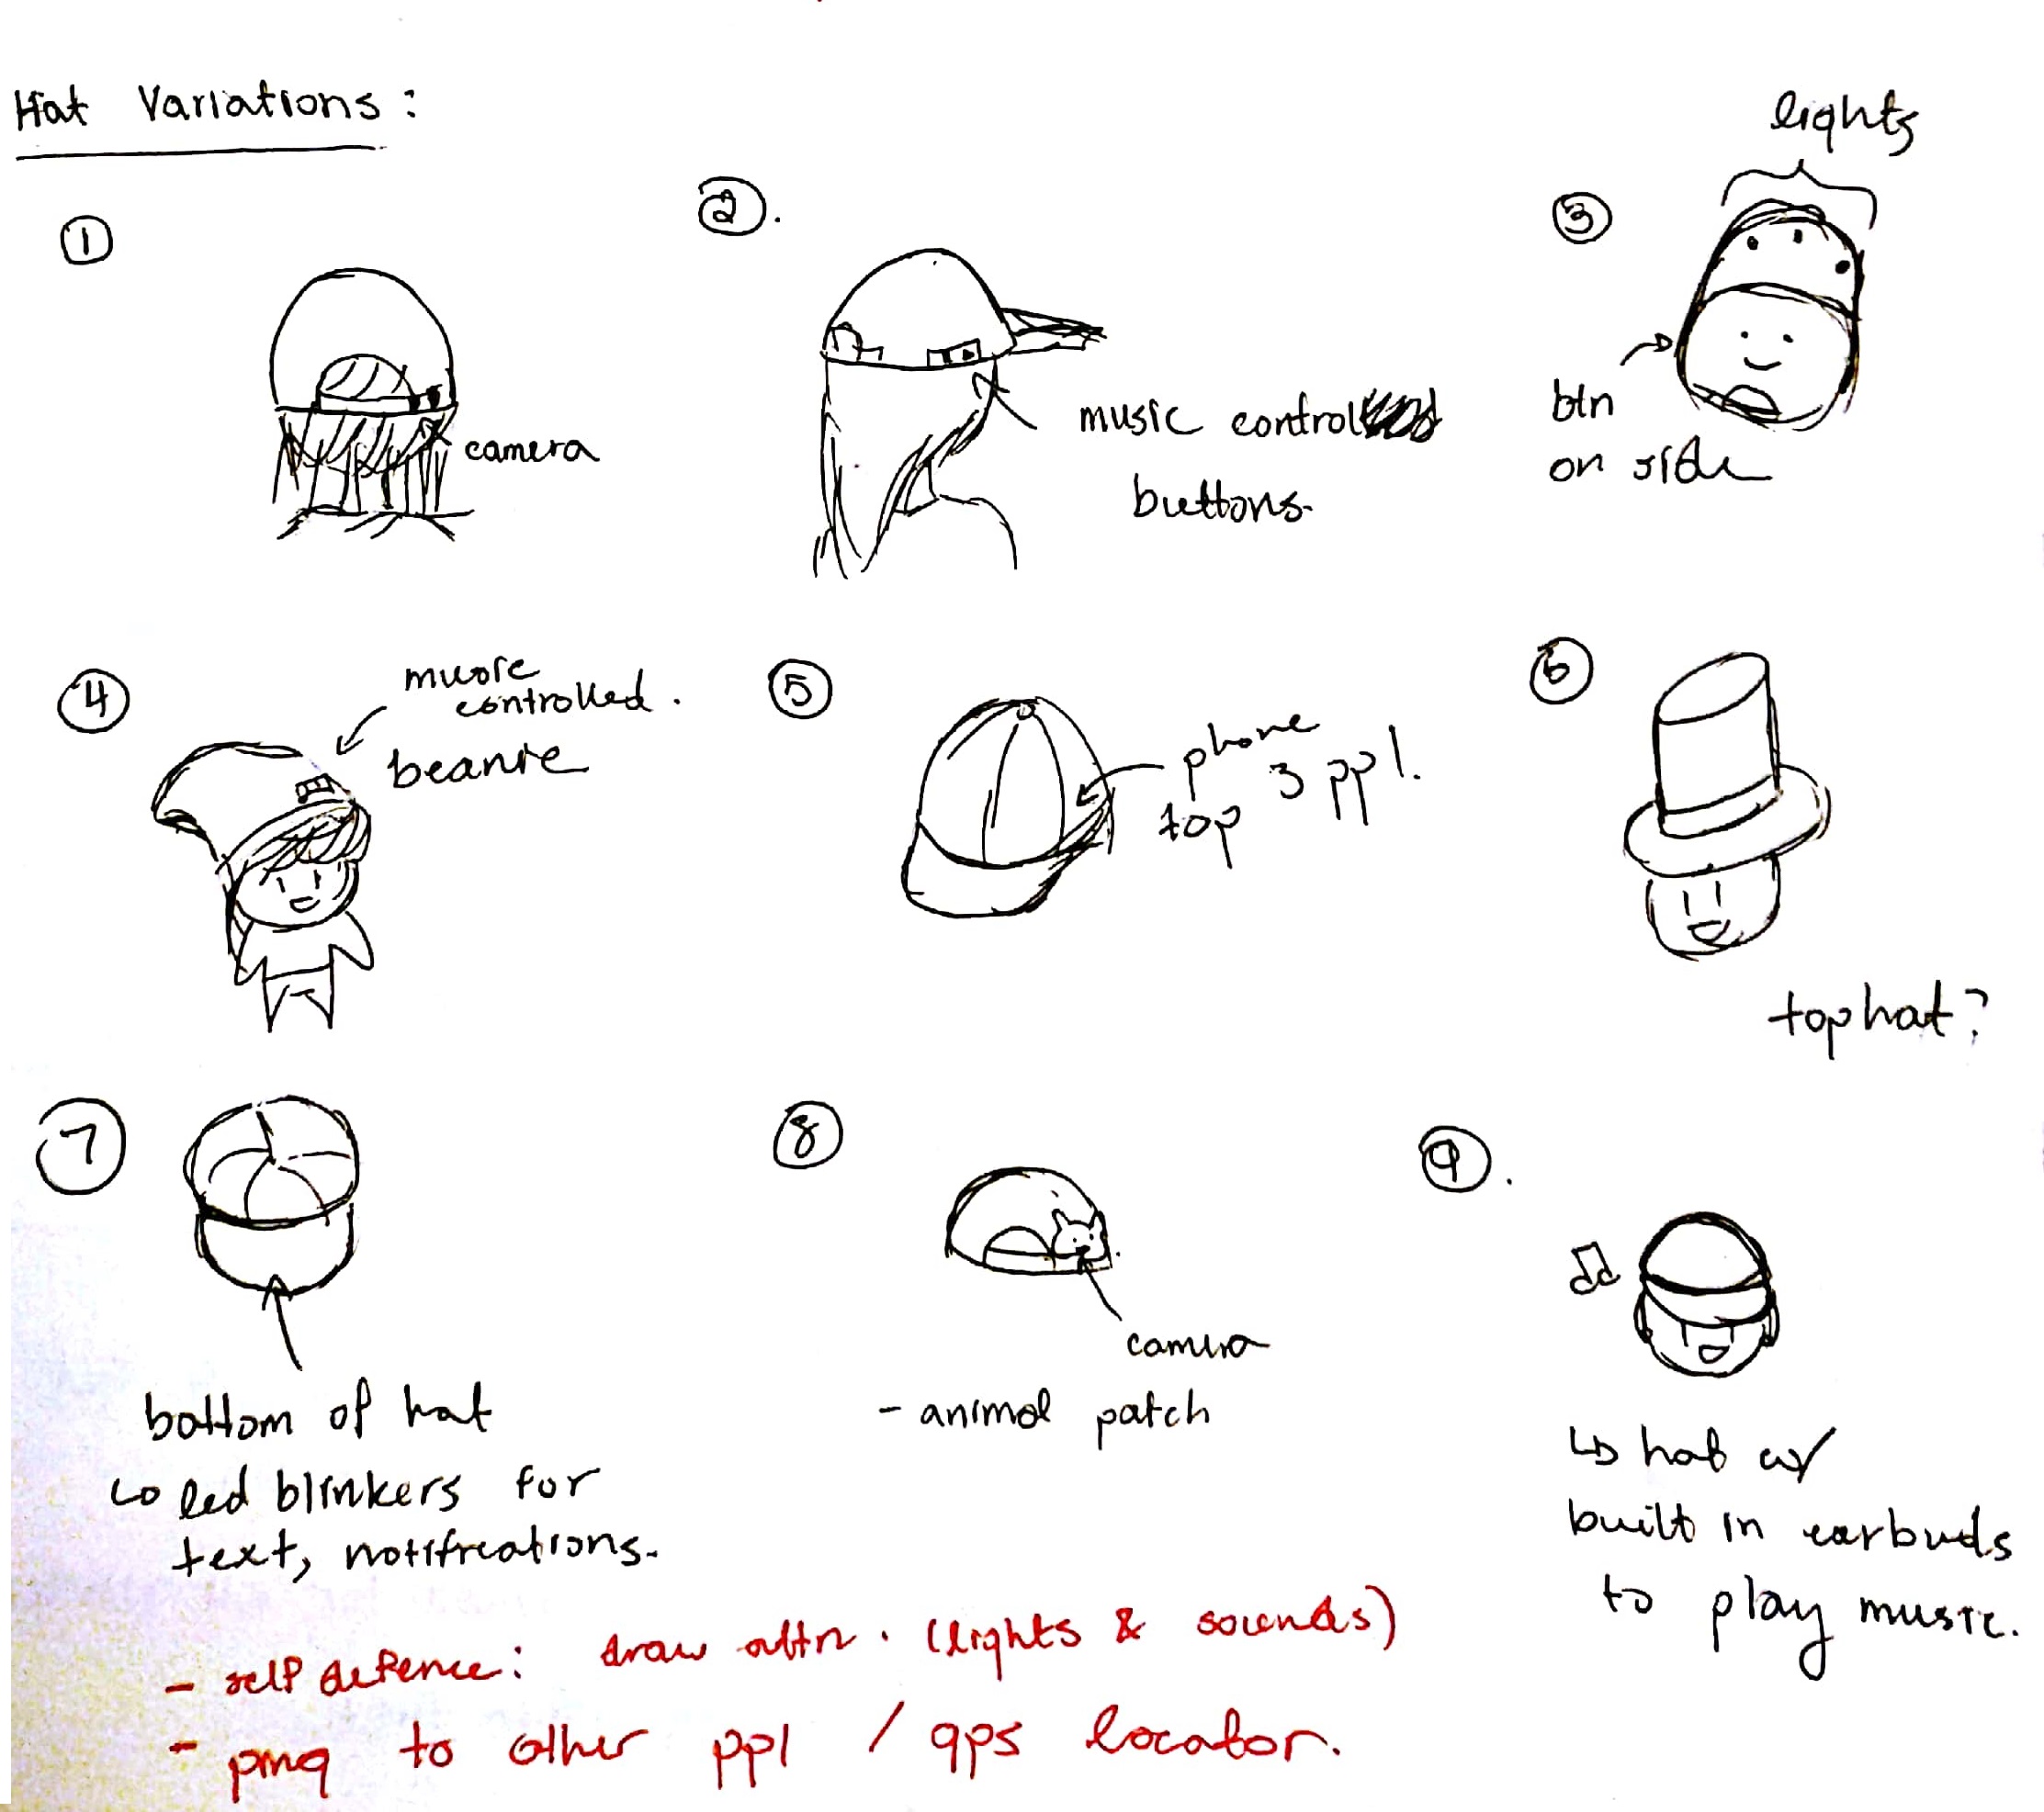 Hat Variations:
①
camera
②.
music control
buttons.
③
lights
btn
on side
④
music
controlled.
beanie
⑤
phone
top 3 ppl.
⑥
top hat?
⑦
bottom of hat
↳ led blinkers for
text, notifications.
⑧
camera
- animal patch
⑨.
↳ hat w/
built in earbuds
to play music.
- self defence: draw attn. (lights & sounds)
- ping to other ppl / gps locator.